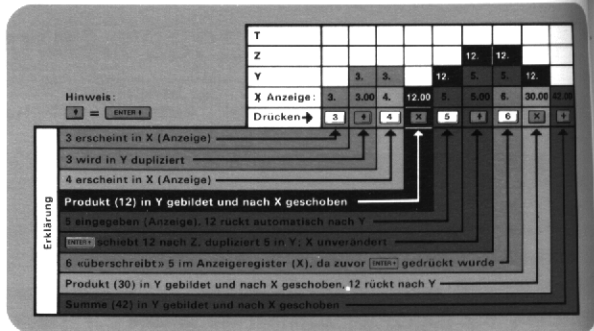 T
Z 12. 12.
Y 3. 3. 12. 5. 5. 12.
X Anzeige: 3. 3.00 4. 12.00 5. 5.00 6. 30.00 42.00
Hinweis:
↑ = ENTER ↑
Drücken→ 3 ↑ 4 X 5 ↑ 6 X +
Erklärung
3 erscheint in X (Anzeige)
3 wird in Y dupliziert
4 erscheint in X (Anzeige)
Produkt (12) in Y gebildet und nach X geschoben
5 eingegeben (Anzeige), 12 rückt automatisch nach Y
ENTER↑ schiebt 12 nach Z, dupliziert 5 in Y; X unverändert
6 «überschreibt» 5 im Anzeigeregister (X), da zuvor ENTER↑ gedrückt wurde
Produkt (30) in Y gebildet und nach X geschoben, 12 rückt nach Y
Summe (42) in Y gebildet und nach X geschoben